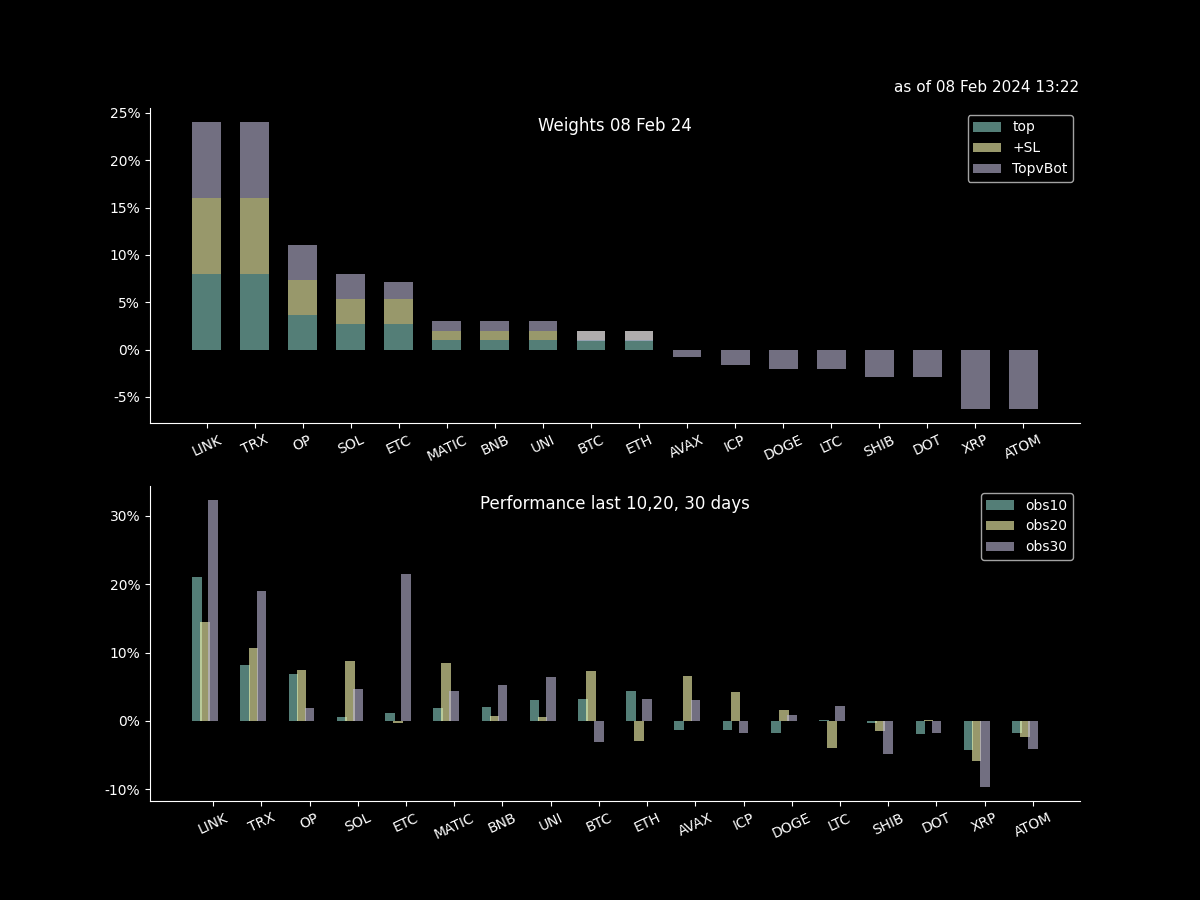 as of 08 Feb 2024 13:22
Weights 08 Feb 24
top
+SL
TopvBot
25%
20%
15%
10%
5%
0%
-5%
LINK TRX OP SOL ETC MATIC BNB UNI BTC ETH AVAX ICP DOGE LTC SHIB DOT XRP ATOM
Performance last 10,20, 30 days
obs10
obs20
obs30
30%
20%
10%
0%
-10%
LINK TRX OP SOL ETC MATIC BNB UNI BTC ETH AVAX ICP DOGE LTC SHIB DOT XRP ATOM